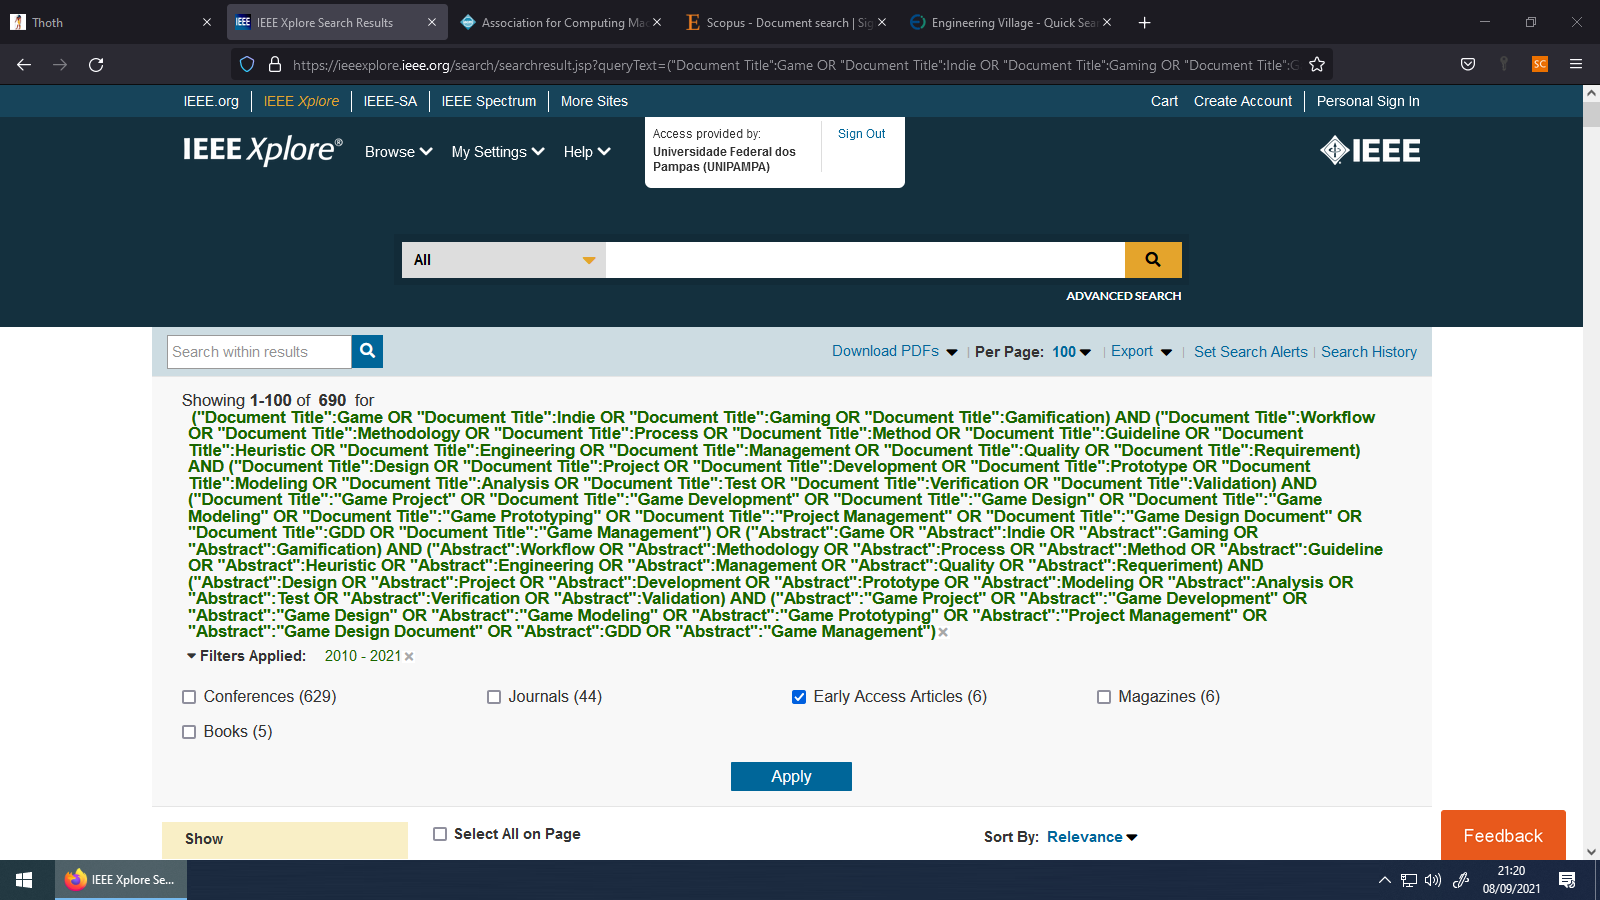 Thoth
IEEE Xplore Search Results
Association for Computing Mac
Scopus - Document search | Sig
Engineering Village - Quick Sear
https://ieeexplore.ieee.org/search/searchresult.jsp?queryText=("Document Title":Game OR "Document Title":Indie OR "Document Title":Gaming OR "Document Title":G
SC
IEEE.org
IEEE Xplore
IEEE-SA
IEEE Spectrum
More Sites
Cart
Create Account
Personal Sign In
IEEE Xplore®
Browse
My Settings
Help
Access provided by:
Universidade Federal dos
Pampas (UNIPAMPA)
Sign Out
IEEE
All
ADVANCED SEARCH
Search within results
Download PDFs
Per Page: 100
Export
Set Search Alerts
Search History
Showing 1-100 of 690 for
("Document Title":Game OR "Document Title":Indie OR "Document Title":Gaming OR "Document Title":Gamification) AND ("Document Title":Workflow
OR "Document Title":Methodology OR "Document Title":Process OR "Document Title":Method OR "Document Title":Guideline OR "Document
Title":Heuristic OR "Document Title":Engineering OR "Document Title":Management OR "Document Title":Quality OR "Document Title":Requirement)
AND ("Document Title":Design OR "Document Title":Project OR "Document Title":Development OR "Document Title":Prototype OR "Document
Title":Modeling OR "Document Title":Analysis OR "Document Title":Test OR "Document Title":Verification OR "Document Title":Validation) AND
("Document Title":"Game Project" OR "Document Title":"Game Development" OR "Document Title":"Game Design" OR "Document Title":"Game
Modeling" OR "Document Title":"Game Prototyping" OR "Document Title":"Project Management" OR "Document Title":"Game Design Document" OR
"Document Title":GDD OR "Document Title":"Game Management") OR ("Abstract":Game OR "Abstract":Indie OR "Abstract":Gaming OR
"Abstract":Gamification) AND ("Abstract":Workflow OR "Abstract":Methodology OR "Abstract":Process OR "Abstract":Method OR "Abstract":Guideline
OR "Abstract":Heuristic OR "Abstract":Engineering OR "Abstract":Management OR "Abstract":Quality OR "Abstract":Requeriment) AND
("Abstract":Design OR "Abstract":Project OR "Abstract":Development OR "Abstract":Prototype OR "Abstract":Modeling OR "Abstract":Analysis OR
"Abstract":Test OR "Abstract":Verification OR "Abstract":Validation) AND ("Abstract":"Game Project" OR "Abstract":"Game Development" OR
"Abstract":"Game Design" OR "Abstract":"Game Modeling" OR "Abstract":"Game Prototyping" OR "Abstract":"Project Management" OR
"Abstract":"Game Design Document" OR "Abstract":GDD OR "Abstract":"Game Management")
Filters Applied: 2010 - 2021
Conferences (629)
Journals (44)
Early Access Articles (6)
Magazines (6)
Books (5)
Apply
Show
Select All on Page
Sort By: Relevance
Feedback
IEEE Xplore Se...
21:20
08/09/2021